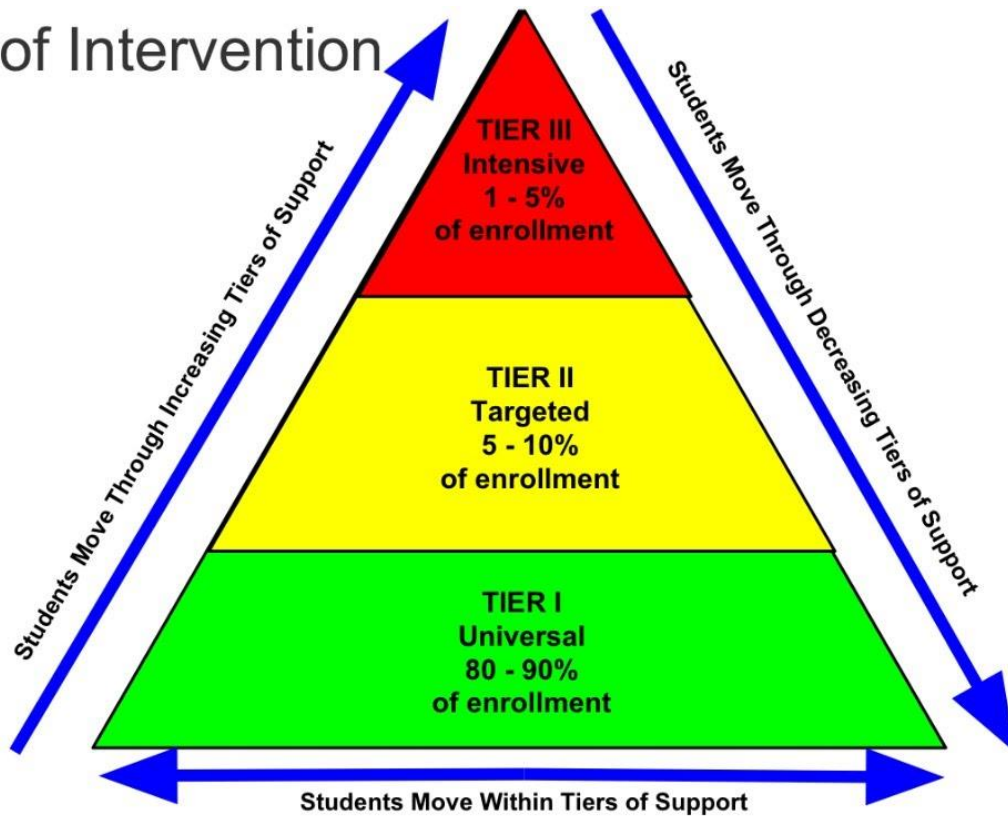 of Intervention
Students Move Through Increasing Tiers of Support
Students Move Through Decreasing Tiers of Support
TIER III
Intensive
1 - 5%
of enrollment
TIER II
Targeted
5 - 10%
of enrollment
TIER I
Universal
80 - 90%
of enrollment
Students Move Within Tiers of Support